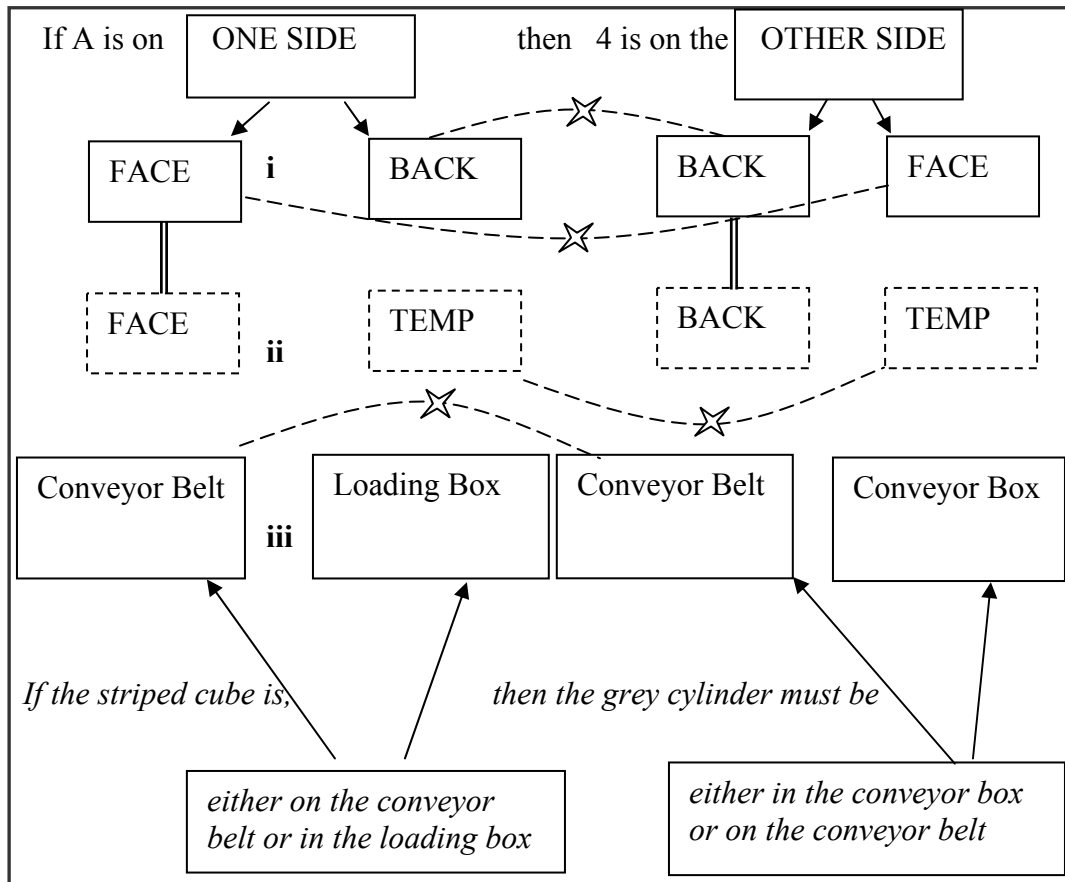 If A is on ONE SIDE then 4 is on the OTHER SIDE
FACE i BACK BACK FACE
FACE TEMP BACK TEMP
ii
Conveyor Belt Loading Box Conveyor Belt Conveyor Box
iii
If the striped cube is, then the grey cylinder must be
either on the conveyor
belt or in the loading box
either in the conveyor box
or on the conveyor belt